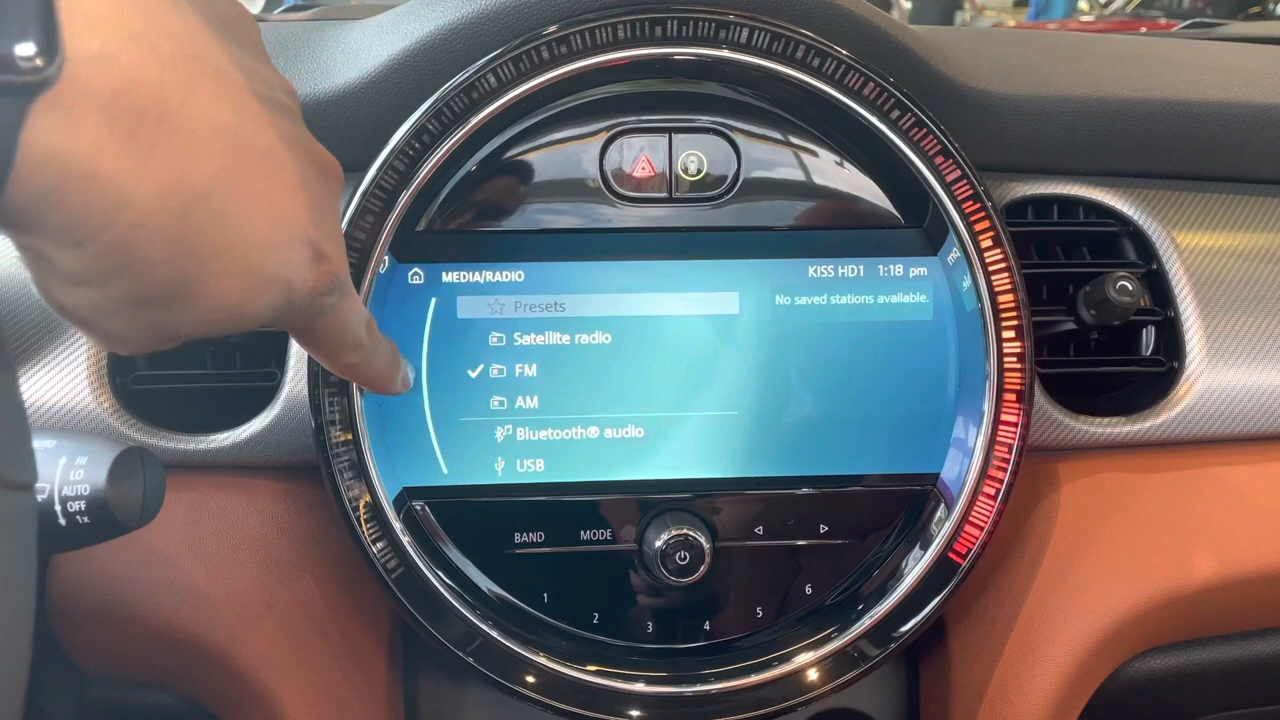 MEDIA/RADIO
KISS HD1 1:18 pm
Presets
No saved stations available.
Satellite radio
FM
AM
Bluetooth® audio
USB
HI
LO
AUTO
OFF
1x
BAND MODE
1 2 3 4 5 6